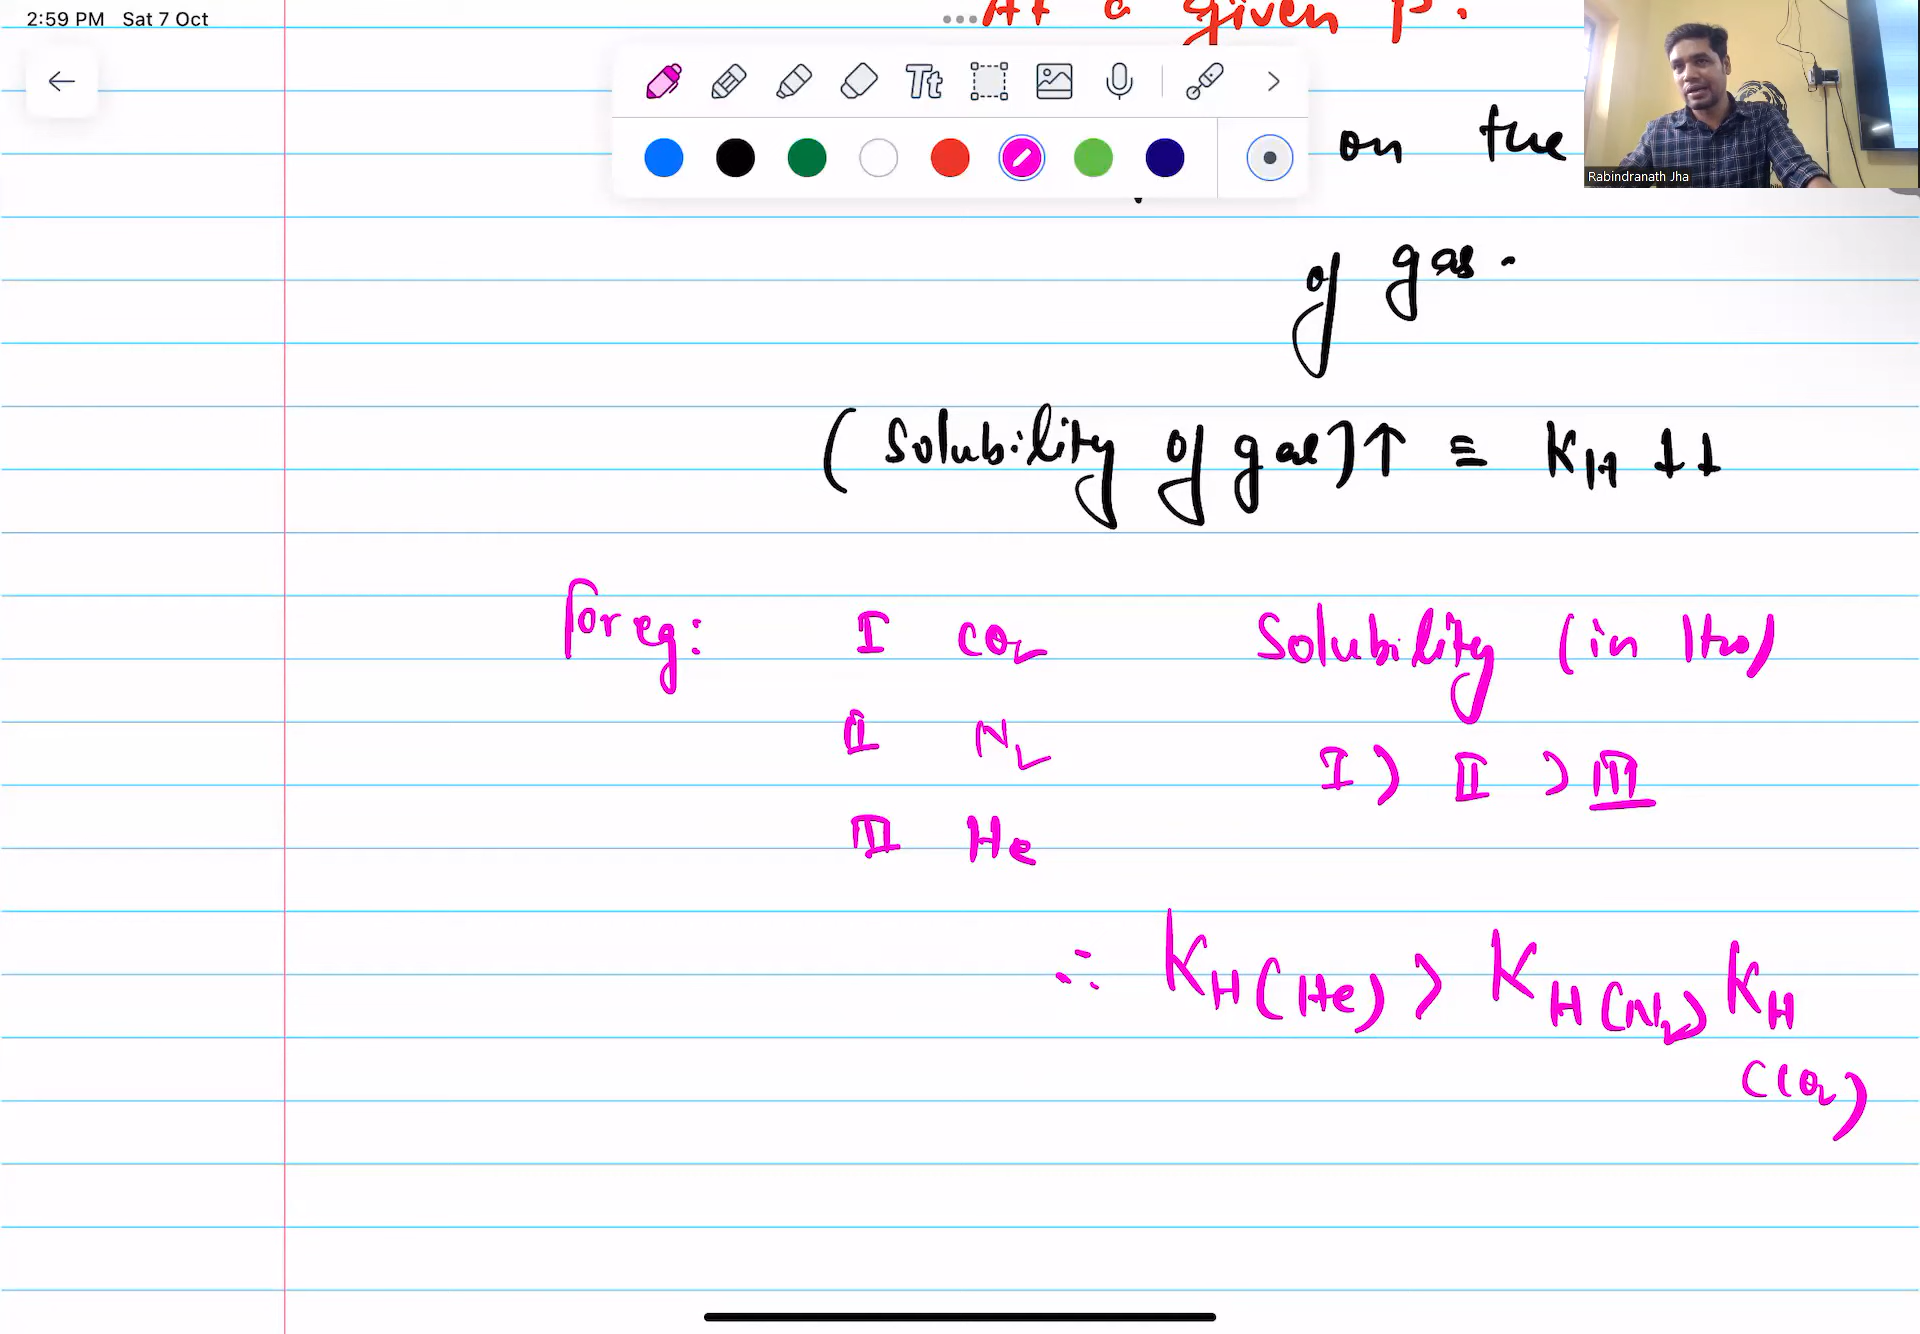 2:59 PM Sat 7 Oct
At a given p.
Tt
on the
Rabindranath Jha
of gas.
(Solubility of gas)↑ ≡ KH ↓↓
For eg: I CO2 Solubility (in H2O)
II N2
I > II > III
III He
∴ KH(He) > KH(N2) KH
(CO2)